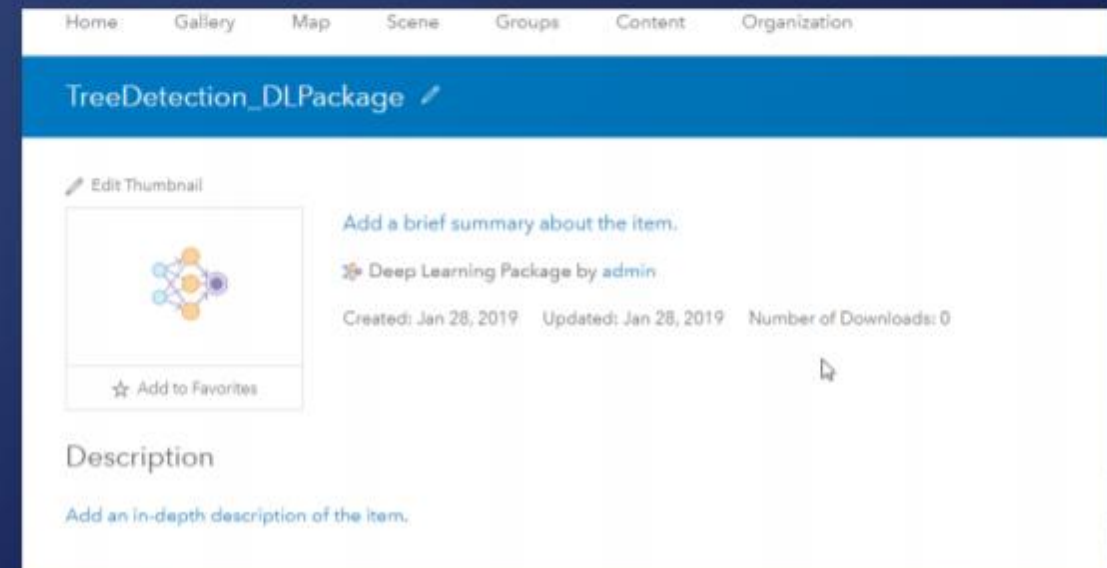 Home Gallery Map Scene Groups Content Organization
TreeDetection_DLPackage
Edit Thumbnail
Add a brief summary about the item.
Deep Learning Package by admin
Created: Jan 28, 2019 Updated: Jan 28, 2019 Number of Downloads: 0
Add to Favorites
Description
Add an in-depth description of the item.